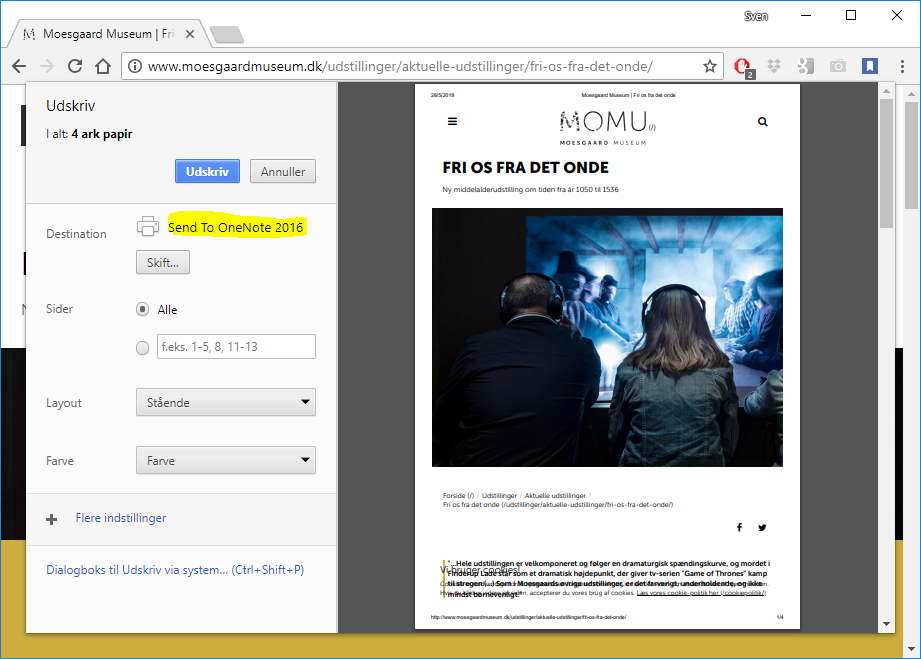 Sven
Moesgaard Museum | Fri
www.moesgaardmuseum.dk/udstillinger/aktuelle-udstillinger/fri-os-fra-det-onde/
2
Udskriv
I alt: 4 ark papir
Udskriv
Annuller
Destination
Send To OneNote 2016
Skift...
Sider
Alle
f.eks. 1-5, 8, 11-13
Layout
Stående
Farve
Farve
Flere indstillinger
Dialogboks til Udskriv via system... (Ctrl+Shift+P)
28/5/2018
Moesgaard Museum | Fri os fra det onde
MOMU(/)
MOESGAARD MUSEUM
FRI OS FRA DET ONDE
Ny middelalderudstilling om tiden fra år 1050 til 1536
Forside (/) / Udstillinger / Aktuelle udstillinger /
Fri os fra det onde (/udstillinger/aktuelle-udstillinger/fri-os-fra-det-onde/)
"...Hele udstillingen er velkomponeret og følger en dramaturgisk spændingskurve, og mordet i
Vi bruger cookies!
Finderup Lade står som et dramatisk højdepunkt, der giver tv-serien "Game of Thrones" kamp
til stregen. Som i Moesgaards øvrige udstillinger, er det farverigt, underholdende, og ikke
mindst børnevenligt"
accepterer du vores brug af cookies. Læs vores cookie-politik her (/cookiepolitik/)
http://www.moesgaardmuseum.dk/udstillinger/aktuelle-udstillinger/fri-os-fra-det-onde/
1/4